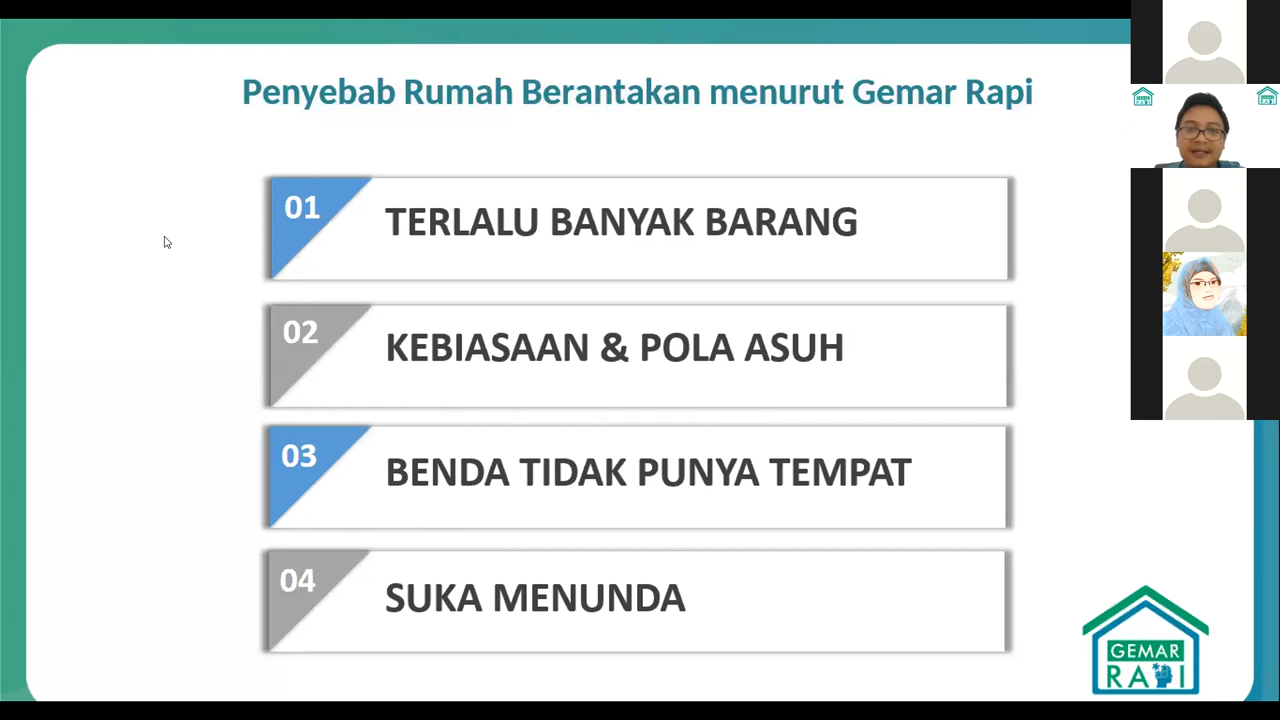 Penyebab Rumah Berantakan menurut Gemar Rapi
01
TERLALU BANYAK BARANG
02
KEBIASAAN & POLA ASUH
03
BENDA TIDAK PUNYA TEMPAT
04
SUKA MENUNDA
GEMAR
RAPI